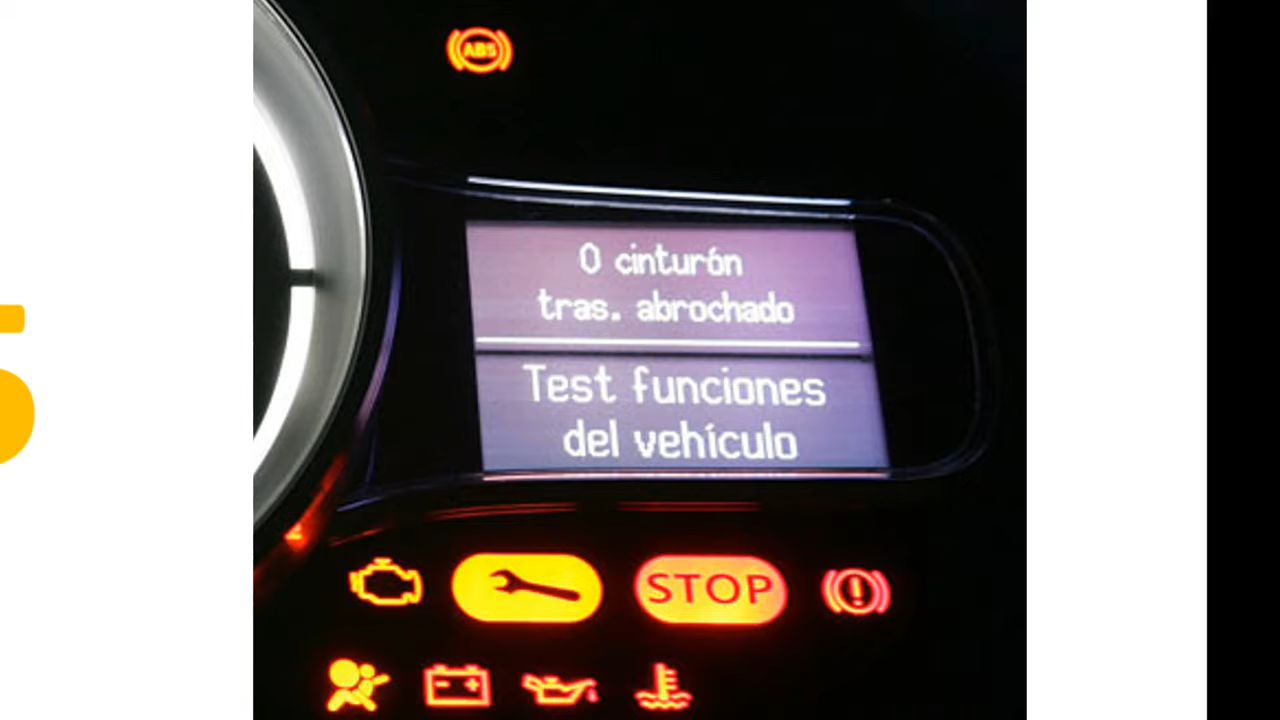 ABS
0 cinturón
tras. abrochado
Test funciones
del vehículo
STOP